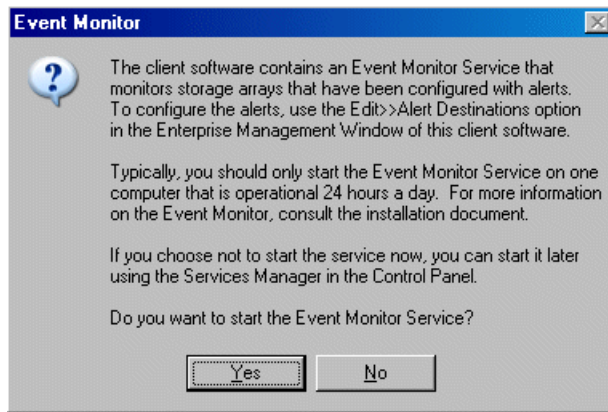 Event Monitor
The client software contains an Event Monitor Service that
monitors storage arrays that have been configured with alerts.
To configure the alerts, use the Edit>>Alert Destinations option
in the Enterprise Management Window of this client software.
Typically, you should only start the Event Monitor Service on one
computer that is operational 24 hours a day. For more information
on the Event Monitor, consult the installation document.
If you choose not to start the service now, you can start it later
using the Services Manager in the Control Panel.
Do you want to start the Event Monitor Service?
Yes No